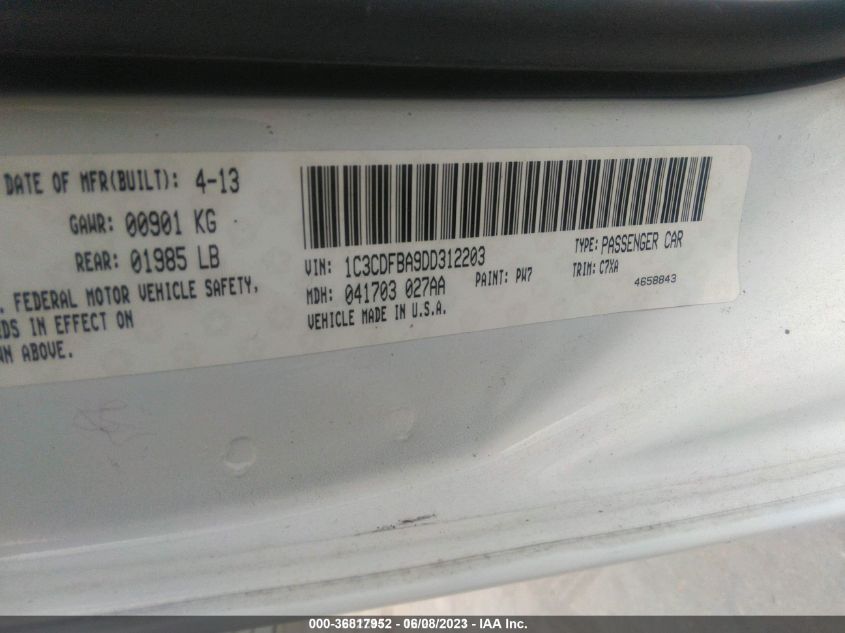 DATE OF MFR(BUILT): 4-13
GAWR: 00901 KG
REAR: 01985 LB
, FEDERAL MOTOR VEHICLE SAFETY,
DS IN EFFECT ON
WN ABOVE.
VIN: 1C3CDFBA9DD312203
TYPE: PASSENGER CAR
MDH: 041703 027AA
PAINT: PW7
TRIM: C7XA
VEHICLE MADE IN U.S.A.
4658843
000-36817952 - 06/08/2023 - IAA Inc.